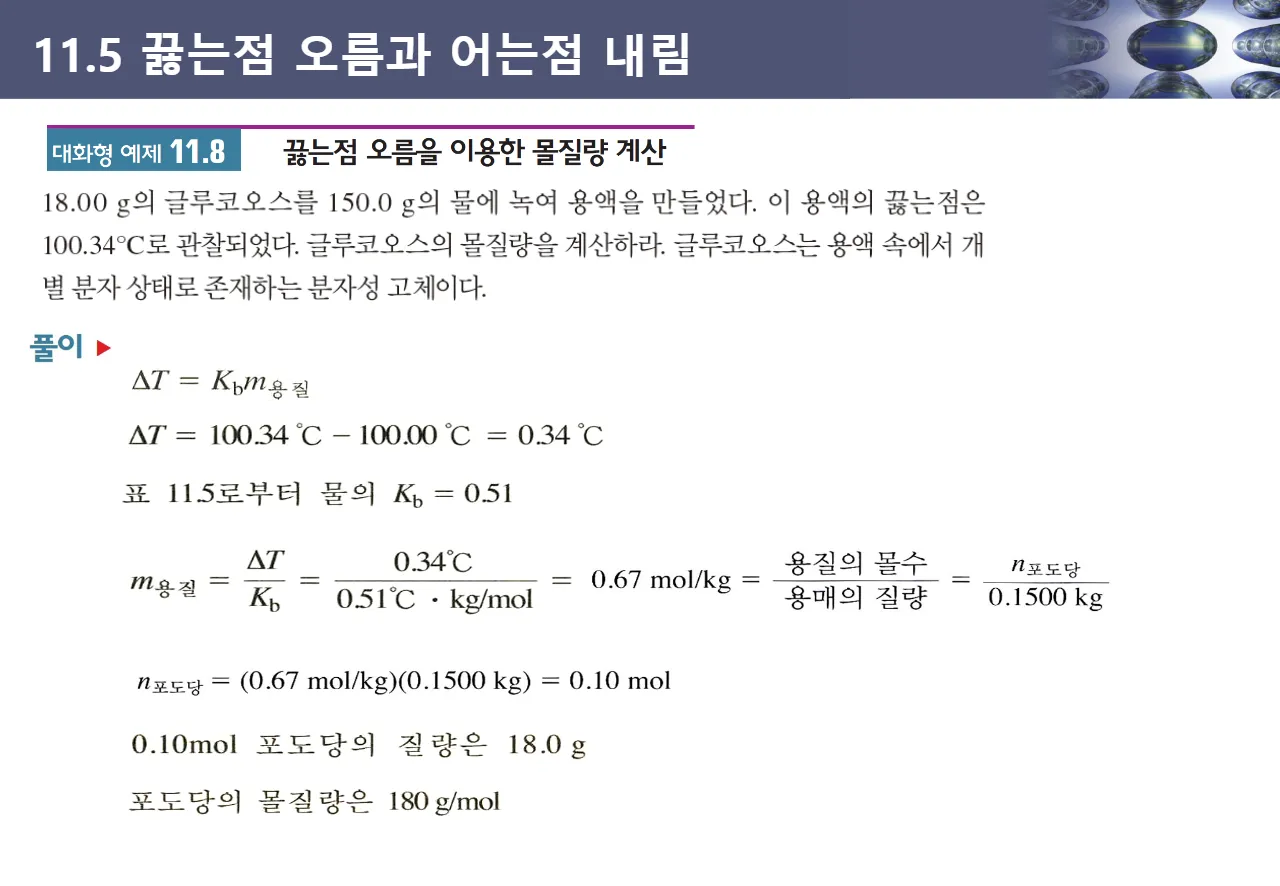 11.5 끓는점 오름과 어는점 내림
대화형 예제 11.8 끓는점 오름을 이용한 몰질량 계산
18.00 g의 글루코오스를 150.0 g의 물에 녹여 용액을 만들었다. 이 용액의 끓는점은
100.34°C로 관찰되었다. 글루코오스의 몰질량을 계산하라. 글루코오스는 용액 속에서 개
별 분자 상태로 존재하는 분자성 고체이다.
풀이 ▶
ΔT = K_b m_용질
ΔT = 100.34 ℃ − 100.00 ℃ = 0.34 ℃
표 11.5로부터 물의 K_b = 0.51
m_용질 = ΔT / K_b = 0.34℃ / 0.51℃ · kg/mol = 0.67 mol/kg = 용질의 몰수 / 용매의 질량 = n_포도당 / 0.1500 kg
n_포도당 = (0.67 mol/kg)(0.1500 kg) = 0.10 mol
0.10mol 포도당의 질량은 18.0 g
포도당의 몰질량은 180 g/mol